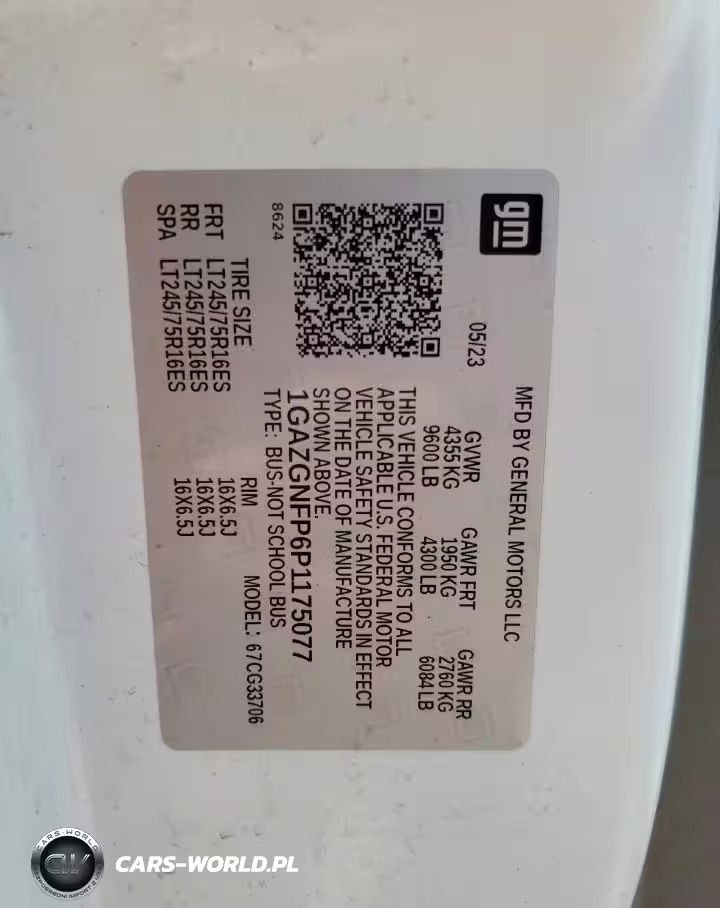 gm
MFD BY GENERAL MOTORS LLC
05/23
GVWR GAWR FRT GAWR RR
4355 KG 1950 KG 2760 KG
9600 LB 4300 LB 6084 LB
THIS VEHICLE CONFORMS TO ALL
APPLICABLE U.S. FEDERAL MOTOR
VEHICLE SAFETY STANDARDS IN EFFECT
ON THE DATE OF MANUFACTURE
SHOWN ABOVE.
1GAZGNFP6P1175077
8624
TYPE: BUS-NOT SCHOOL BUS
MODEL: 67CG33706
TIRE SIZE RIM
FRT LT245/75R16ES 16X6.5J
RR LT245/75R16ES 16X6.5J
SPA LT245/75R16ES 16X6.5J
CARS-WORLD
CW
CARS-WORLD.PL